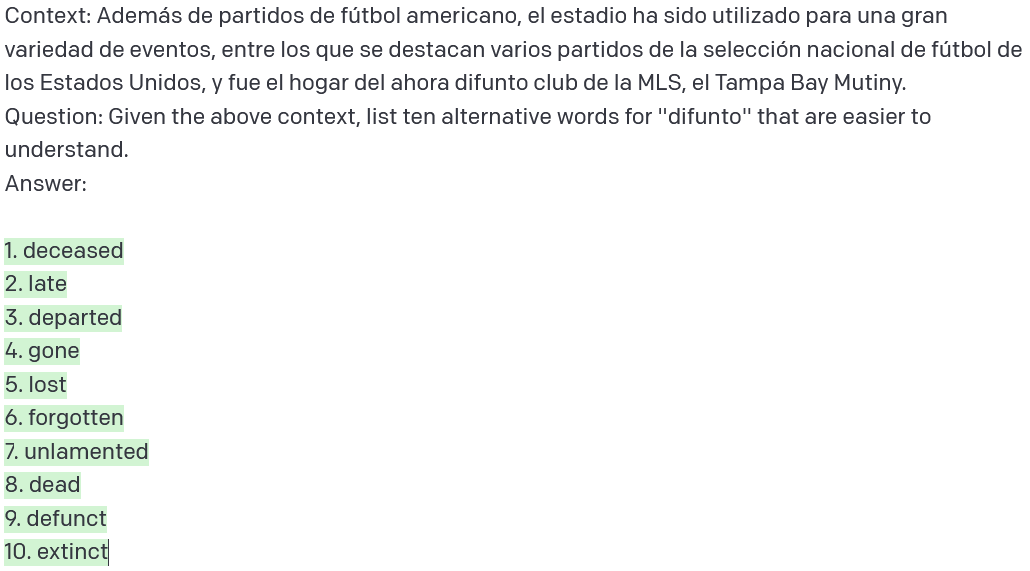 Context: Además de partidos de fútbol americano, el estadio ha sido utilizado para una gran
variedad de eventos, entre los que se destacan varios partidos de la selección nacional de fútbol de
los Estados Unidos, y fue el hogar del ahora difunto club de la MLS, el Tampa Bay Mutiny.
Question: Given the above context, list ten alternative words for "difunto" that are easier to
understand.
Answer:
1. deceased
2. late
3. departed
4. gone
5. lost
6. forgotten
7. unlamented
8. dead
9. defunct
10. extinct